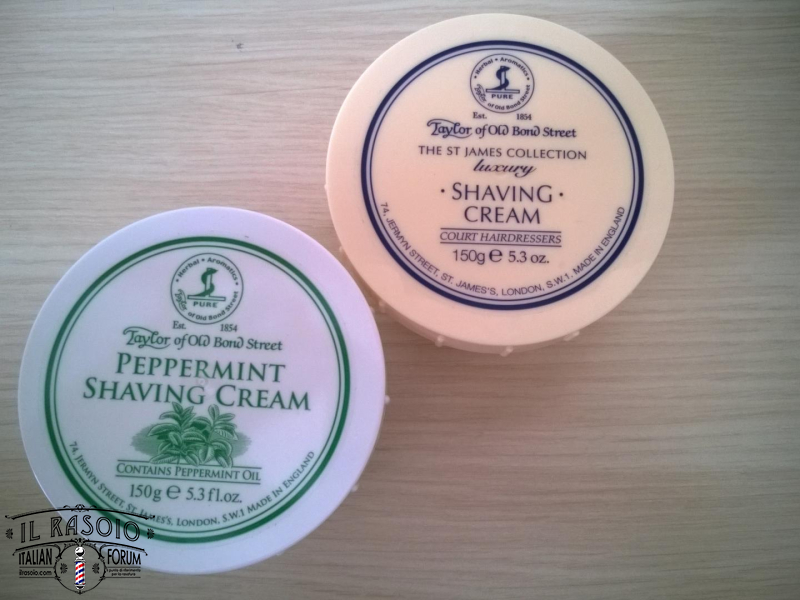 Herbal • Aromatics
PURE
Taylor of Old Bond Street
Est. 1854
Taylor of Old Bond Street
THE ST JAMES COLLECTION
luxury
· SHAVING ·
CREAM
COURT HAIRDRESSERS
150g e 5.3 oz.
74, JERMYN STREET, ST. JAMES'S, LONDON, S.W.1, MADE IN ENGLAND
Herbal • Aromatics
PURE
Taylor of Old Bond Street
Est. 1854
Taylor of Old Bond Street
PEPPERMINT
SHAVING CREAM
CONTAINS PEPPERMINT OIL
150g e 5.3 fl.oz.
74, JERMYN STREET, ST. JAMES'S, LONDON, S.W.1 MADE IN ENGLAND
IL RASOIO
ITALIAN FORUM
ilrasoio.com